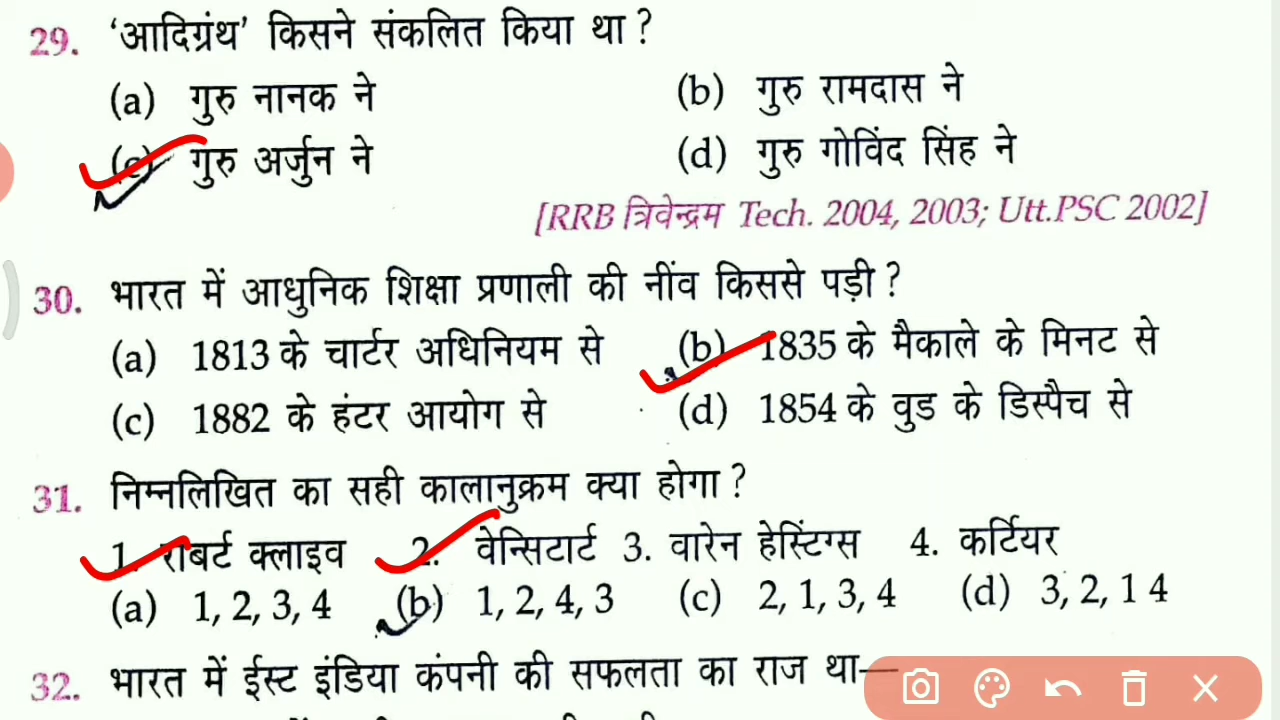 29. 'आदिग्रंथ' किसने संकलित किया था ?
(a) गुरु नानक ने (b) गुरु रामदास ने
(c) गुरु अर्जुन ने (d) गुरु गोविंद सिंह ने
[RRB त्रिवेन्द्रम Tech. 2004, 2003; Utt.PSC 2002]
30. भारत में आधुनिक शिक्षा प्रणाली की नींव किससे पड़ी ?
(a) 1813 के चार्टर अधिनियम से (b) 1835 के मैकाले के मिनट से
(c) 1882 के हंटर आयोग से (d) 1854 के वुड के डिस्पैच से
31. निम्नलिखित का सही कालानुक्रम क्या होगा ?
1. राबर्ट क्लाइव 2. वेन्सिटार्ट 3. वारेन हेस्टिंग्स 4. कर्टियर
(a) 1, 2, 3, 4 (b) 1, 2, 4, 3 (c) 2, 1, 3, 4 (d) 3, 2, 1 4
32. भारत में ईस्ट इंडिया कंपनी की सफलता का राज था—